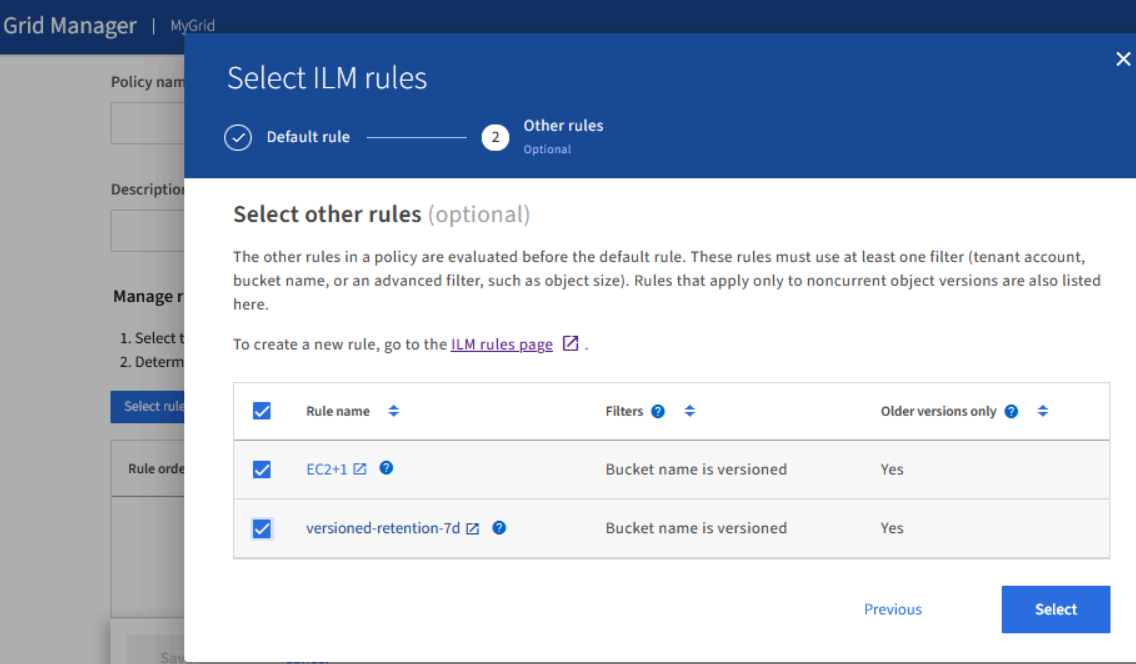 Grid Manager | MyGrid
Policy nam
Description
Manage r
1. Select t
2. Determ
Select rule
Rule orde
Sav
Select ILM rules
Default rule
2
Other rules
Optional
Select other rules (optional)
The other rules in a policy are evaluated before the default rule. These rules must use at least one filter (tenant account,
bucket name, or an advanced filter, such as object size). Rules that apply only to noncurrent object versions are also listed
here.
To create a new rule, go to the ILM rules page .
Rule name Filters Older versions only
EC2+1 Bucket name is versioned Yes
versioned-retention-7d Bucket name is versioned Yes
Previous Select